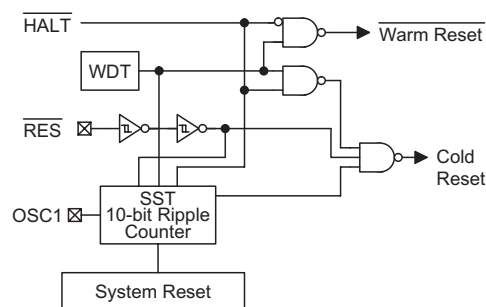 HALT
Warm Reset
WDT
RES
Cold
Reset
SST
10-bit Ripple
Counter
OSC1
System Reset